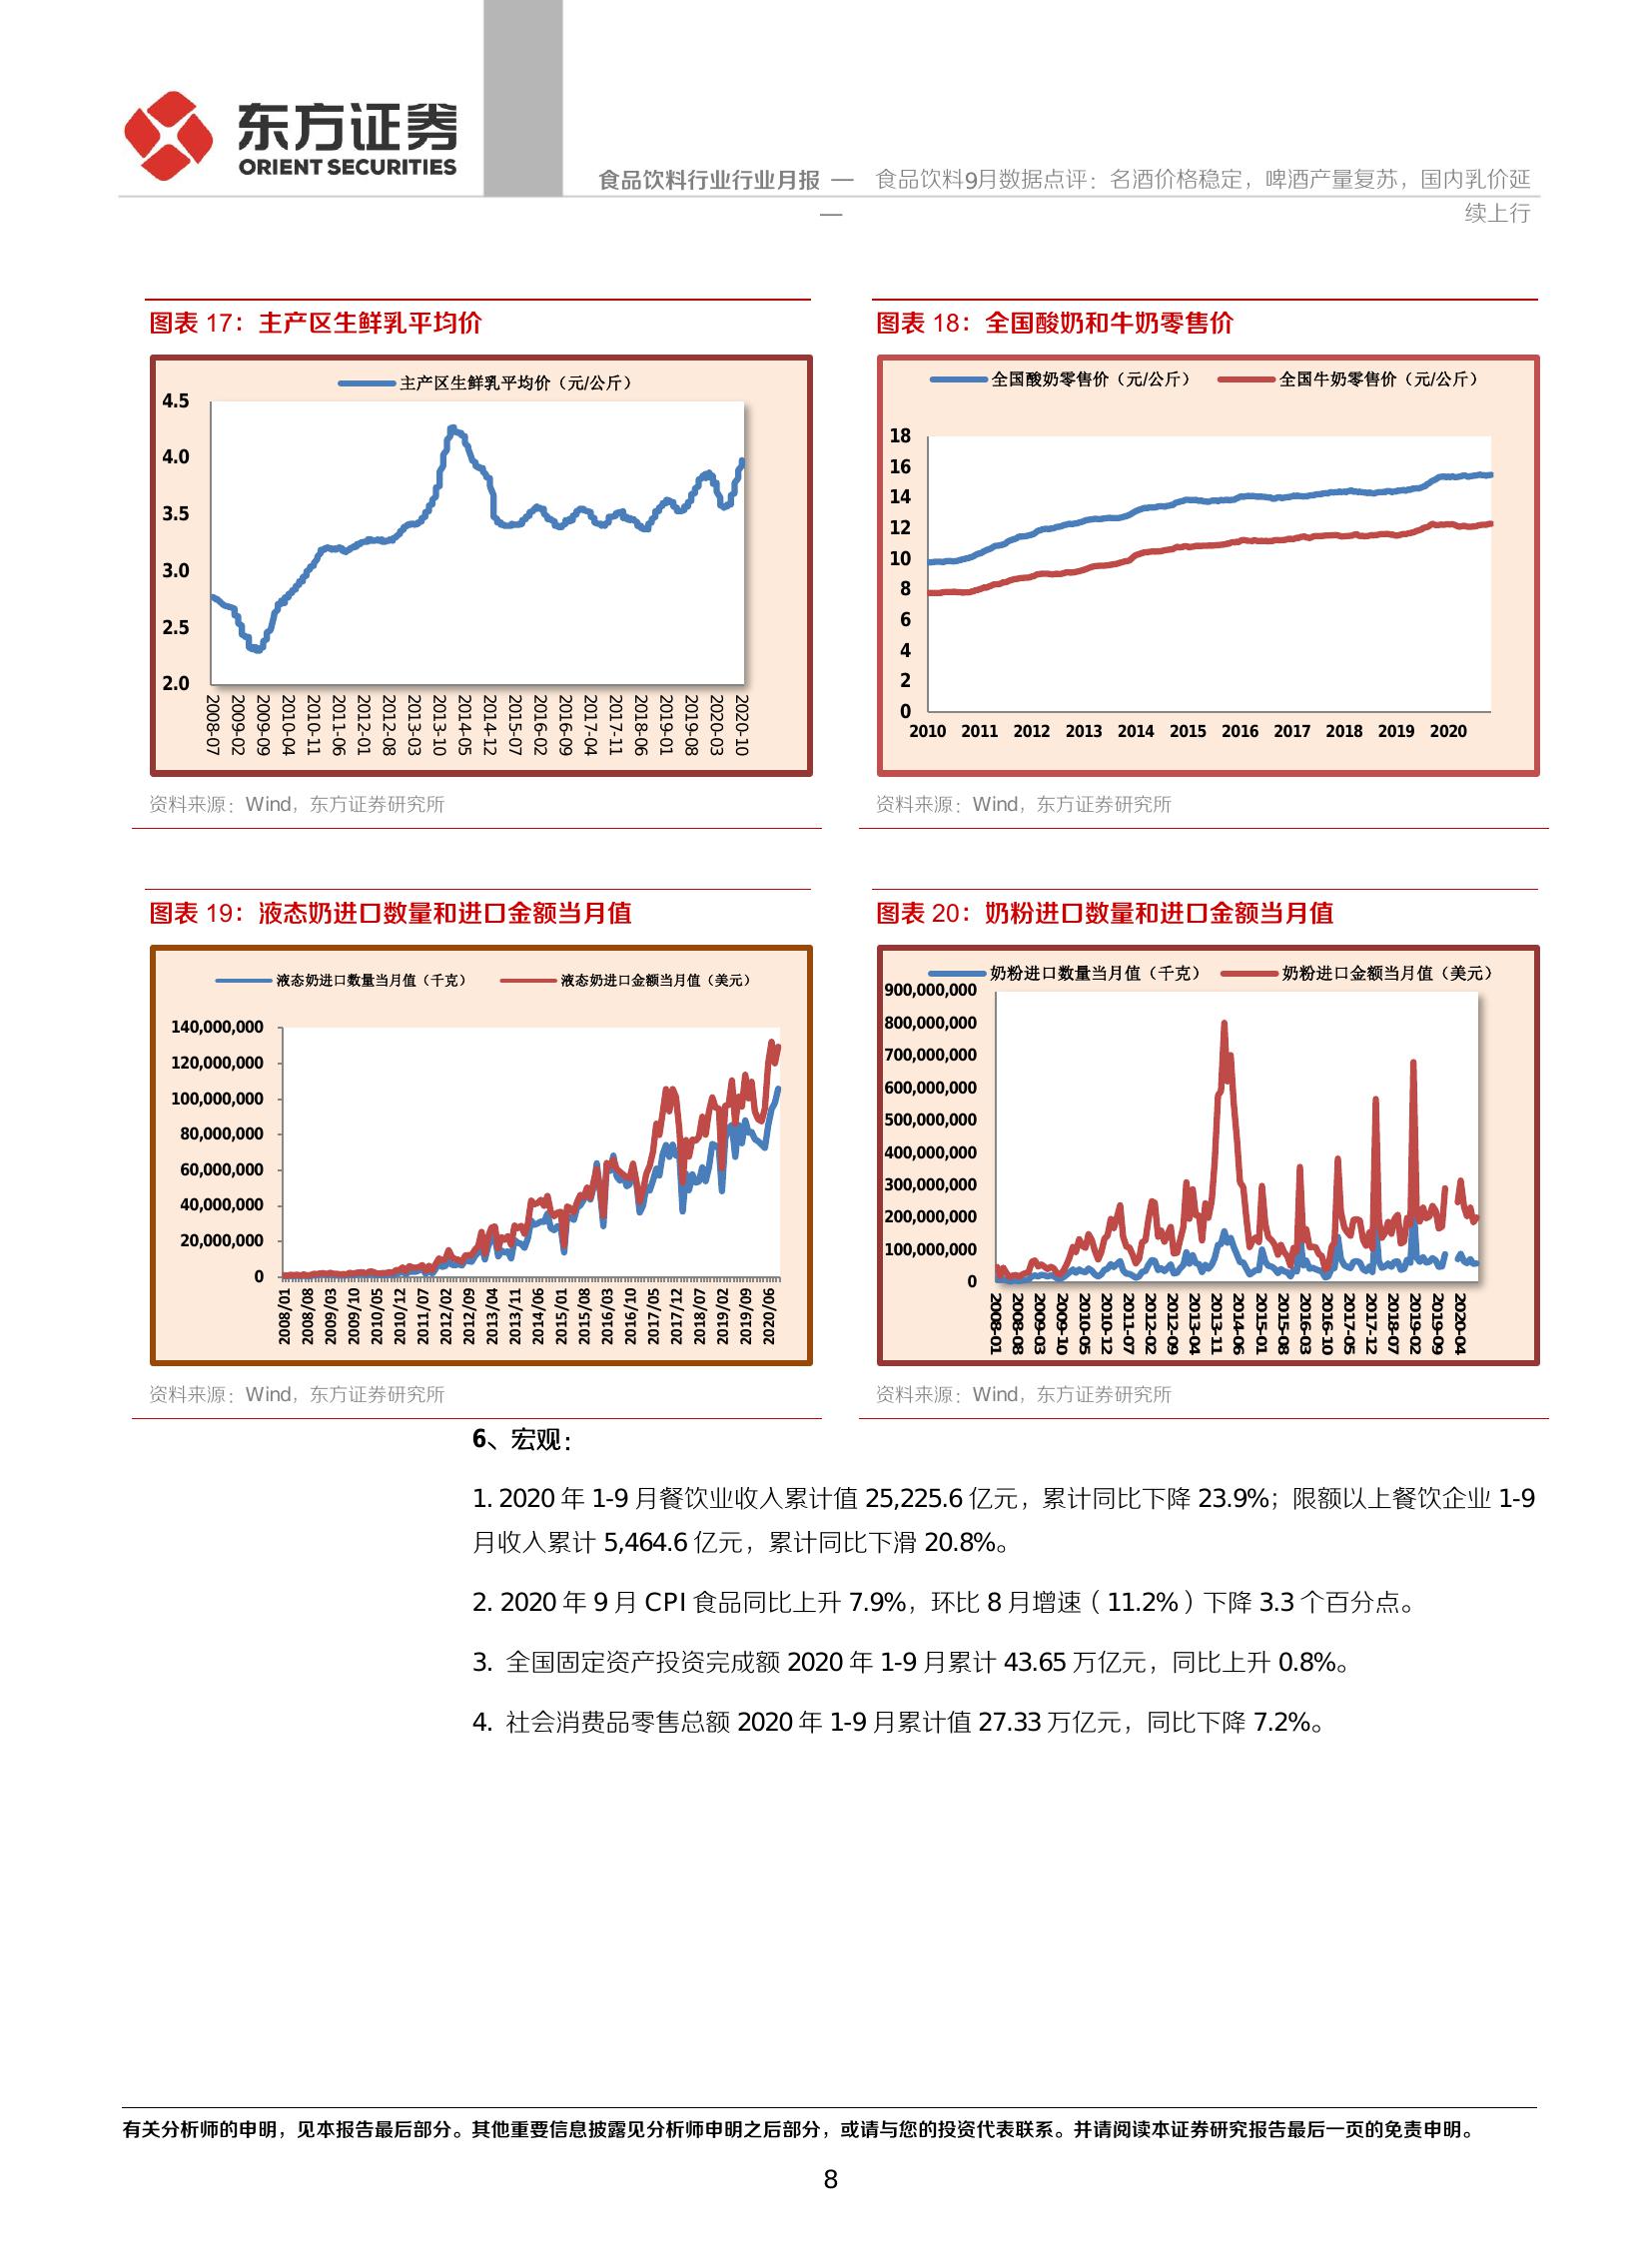 东方证券
ORIENT SECURITIES
食品饮料行业行业月报 —— 食品饮料9月数据点评：名酒价格稳定，啤酒产量复苏，国内乳价延
续上行
图表 17：主产区生鲜乳平均价
主产区生鲜乳平均价（元/公斤）
4.5
4.0
3.5
3.0
2.5
2.0
2008-07 2009-02 2009-09 2010-04 2010-11 2011-06 2012-01 2012-08 2013-03 2013-10 2014-05 2014-12 2015-07 2016-02 2016-09 2017-04 2017-11 2018-06 2019-01 2019-08 2020-03 2020-10
资料来源：Wind，东方证券研究所
图表 18：全国酸奶和牛奶零售价
全国酸奶零售价（元/公斤） 全国牛奶零售价（元/公斤）
18
16
14
12
10
8
6
4
2
0
2010 2011 2012 2013 2014 2015 2016 2017 2018 2019 2020
资料来源：Wind，东方证券研究所
图表 19：液态奶进口数量和进口金额当月值
液态奶进口数量当月值（千克） 液态奶进口金额当月值（美元）
140,000,000
120,000,000
100,000,000
80,000,000
60,000,000
40,000,000
20,000,000
0
2008/01 2008/08 2009/03 2009/10 2010/05 2010/12 2011/07 2012/02 2012/09 2013/04 2013/11 2014/06 2015/01 2015/08 2016/03 2016/10 2017/05 2017/12 2018/07 2019/02 2019/09 2020/06
资料来源：Wind，东方证券研究所
图表 20：奶粉进口数量和进口金额当月值
奶粉进口数量当月值（千克） 奶粉进口金额当月值（美元）
900,000,000
800,000,000
700,000,000
600,000,000
500,000,000
400,000,000
300,000,000
200,000,000
100,000,000
0
2008-01 2008-08 2009-03 2009-10 2010-05 2010-12 2011-07 2012-02 2012-09 2013-04 2013-11 2014-06 2015-01 2015-08 2016-03 2016-10 2017-05 2017-12 2018-07 2019-02 2019-09 2020-04
资料来源：Wind，东方证券研究所
6、宏观：
1. 2020 年 1-9 月餐饮业收入累计值 25,225.6 亿元，累计同比下降 23.9%；限额以上餐饮企业 1-9
月收入累计 5,464.6 亿元，累计同比下滑 20.8%。
2. 2020 年 9 月 CPI 食品同比上升 7.9%，环比 8 月增速（11.2%）下降 3.3 个百分点。
3. 全国固定资产投资完成额 2020 年 1-9 月累计 43.65 万亿元，同比上升 0.8%。
4. 社会消费品零售总额 2020 年 1-9 月累计值 27.33 万亿元，同比下降 7.2%。
有关分析师的申明，见本报告最后部分。其他重要信息披露见分析师申明之后部分，或请与您的投资代表联系。并请阅读本证券研究报告最后一页的免责申明。
8